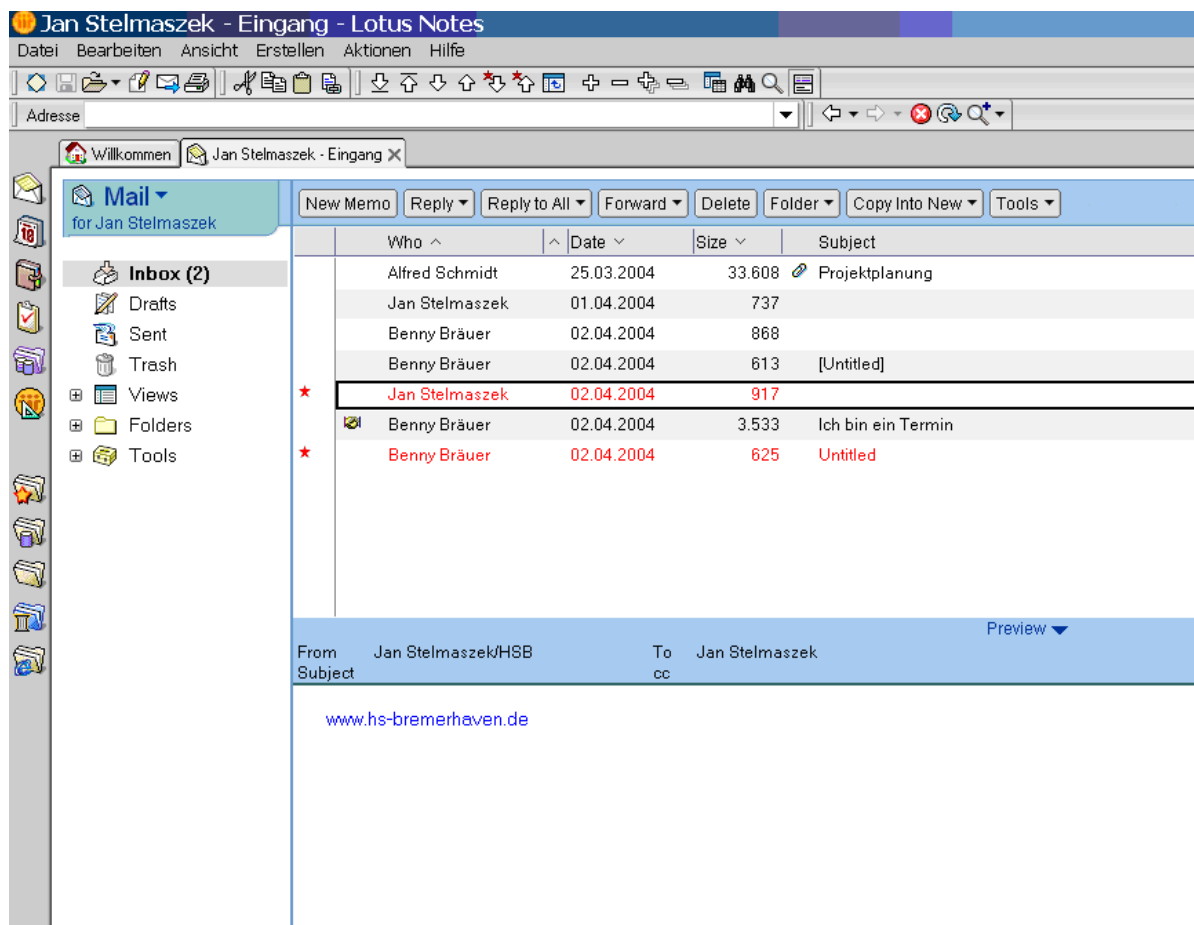 Jan Stelmaszek - Eingang - Lotus Notes
Datei Bearbeiten Ansicht Erstellen Aktionen Hilfe
Adresse
Willkommen Jan Stelmaszek - Eingang
Mail
for Jan Stelmaszek
New Memo Reply Reply to All Forward Delete Folder Copy Into New Tools
Who Date Size Subject
Inbox (2)
Drafts
Sent
Trash
Views
Folders
Tools
Alfred Schmidt 25.03.2004 33.608 Projektplanung
Jan Stelmaszek 01.04.2004 737
Benny Bräuer 02.04.2004 868
Benny Bräuer 02.04.2004 613 [Untitled]
Jan Stelmaszek 02.04.2004 917
Benny Bräuer 02.04.2004 3.533 Ich bin ein Termin
Benny Bräuer 02.04.2004 625 Untitled
Preview
From Jan Stelmaszek/HSB To Jan Stelmaszek
Subject cc
www.hs-bremerhaven.de